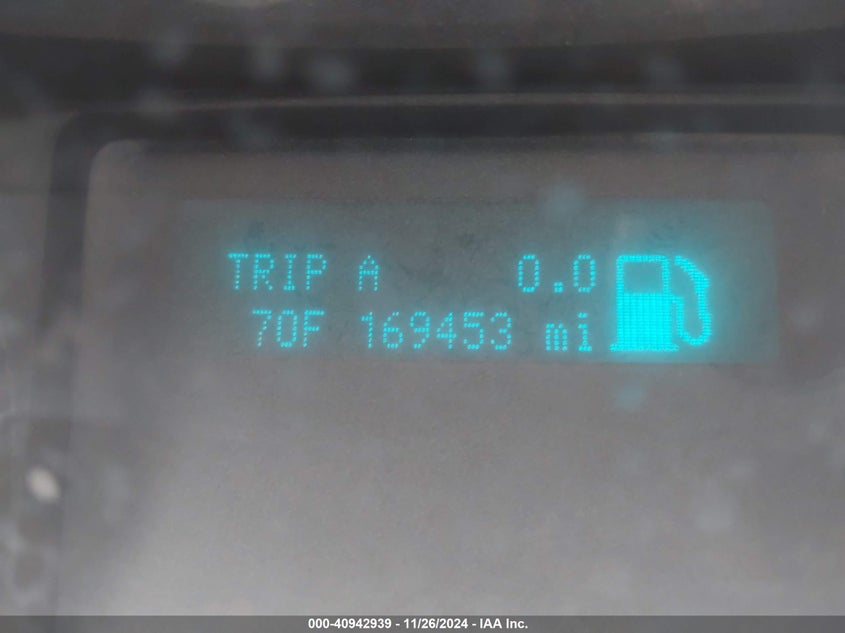 TRIP A 0.0
70F 169453 mi
000-40942939 - 11/26/2024 - IAA Inc.